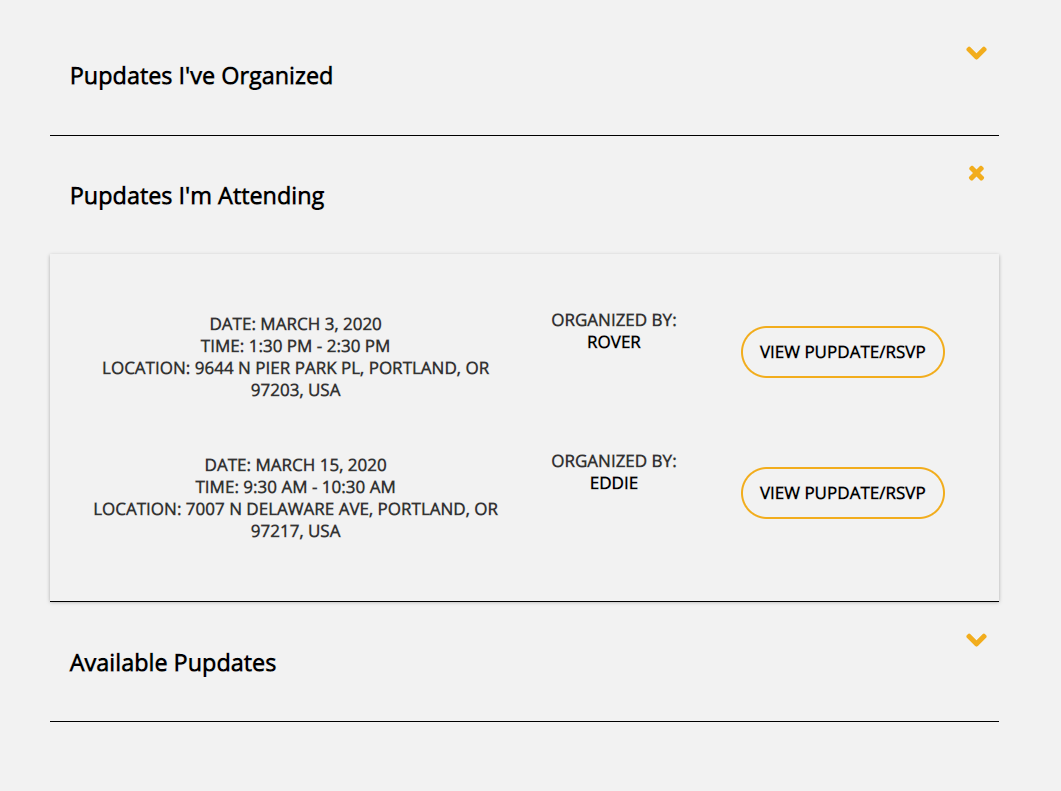 Pupdates I've Organized
Pupdates I'm Attending
DATE: MARCH 3, 2020
TIME: 1:30 PM - 2:30 PM
LOCATION: 9644 N PIER PARK PL, PORTLAND, OR
97203, USA
ORGANIZED BY:
ROVER
VIEW PUPDATE/RSVP
DATE: MARCH 15, 2020
TIME: 9:30 AM - 10:30 AM
LOCATION: 7007 N DELAWARE AVE, PORTLAND, OR
97217, USA
ORGANIZED BY:
EDDIE
VIEW PUPDATE/RSVP
Available Pupdates